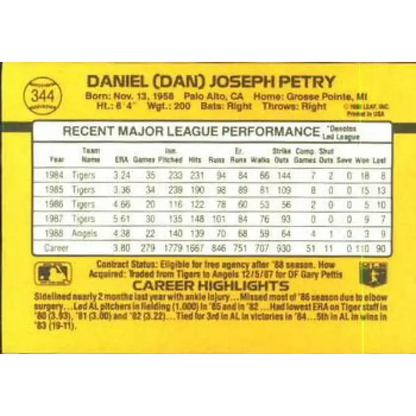 344
DANIEL (DAN) JOSEPH PETRY
Born: Nov. 13, 1958 Palo Alto, CA Home: Grosse Pointe, MI
Ht.: 6'4" Wgt.: 200 Bats: Right Throws: Right
LEAF, INC.
Printed in USA
RECENT MAJOR LEAGUE PERFORMANCE *Denotes Led League
Year Team Name ERA Games Inn. Pitched Hits Runs Er. Runs Walks Strike Outs Comp. Games Shut Outs Save Won Lost
1984 Tigers 3.24 35 233 231 94 84 66 144 7 2 0 18 8
1985 Tigers 3.36 34 239 190 98 89 81 109 8 0 0 15 13
1986 Tigers 4.66 20 116 122 78 60 53 56 2 0 0 5 10
1987 Tigers 5.61 30 135 148 101 84 76 93 0 0 0 9 7
1988 Angels 4.38 22 140 139 70 68 59 64 4 1 0 3 9
Career 3.80 279 1779 1667 846 751 707 930 51 11 0 110 90
Contract Status: Eligible for free agency after '88 season. How
Acquired: Traded from Tigers to Angels 12/5/87 for OF Gary Pettis
CAREER HIGHLIGHTS
Sidelined nearly 2 months last year with ankle injury... Missed most of '86 season due to elbow
surgery... Led AL pitchers in fielding (1.000) in '85 and '82... Had lowest ERA on Tiger staff in
'80 (3.93), '81 (3.00) and '82 (3.22)... Tied for 3rd in AL in victories in '84... 5th in AL in wins in
'83 (19-11).